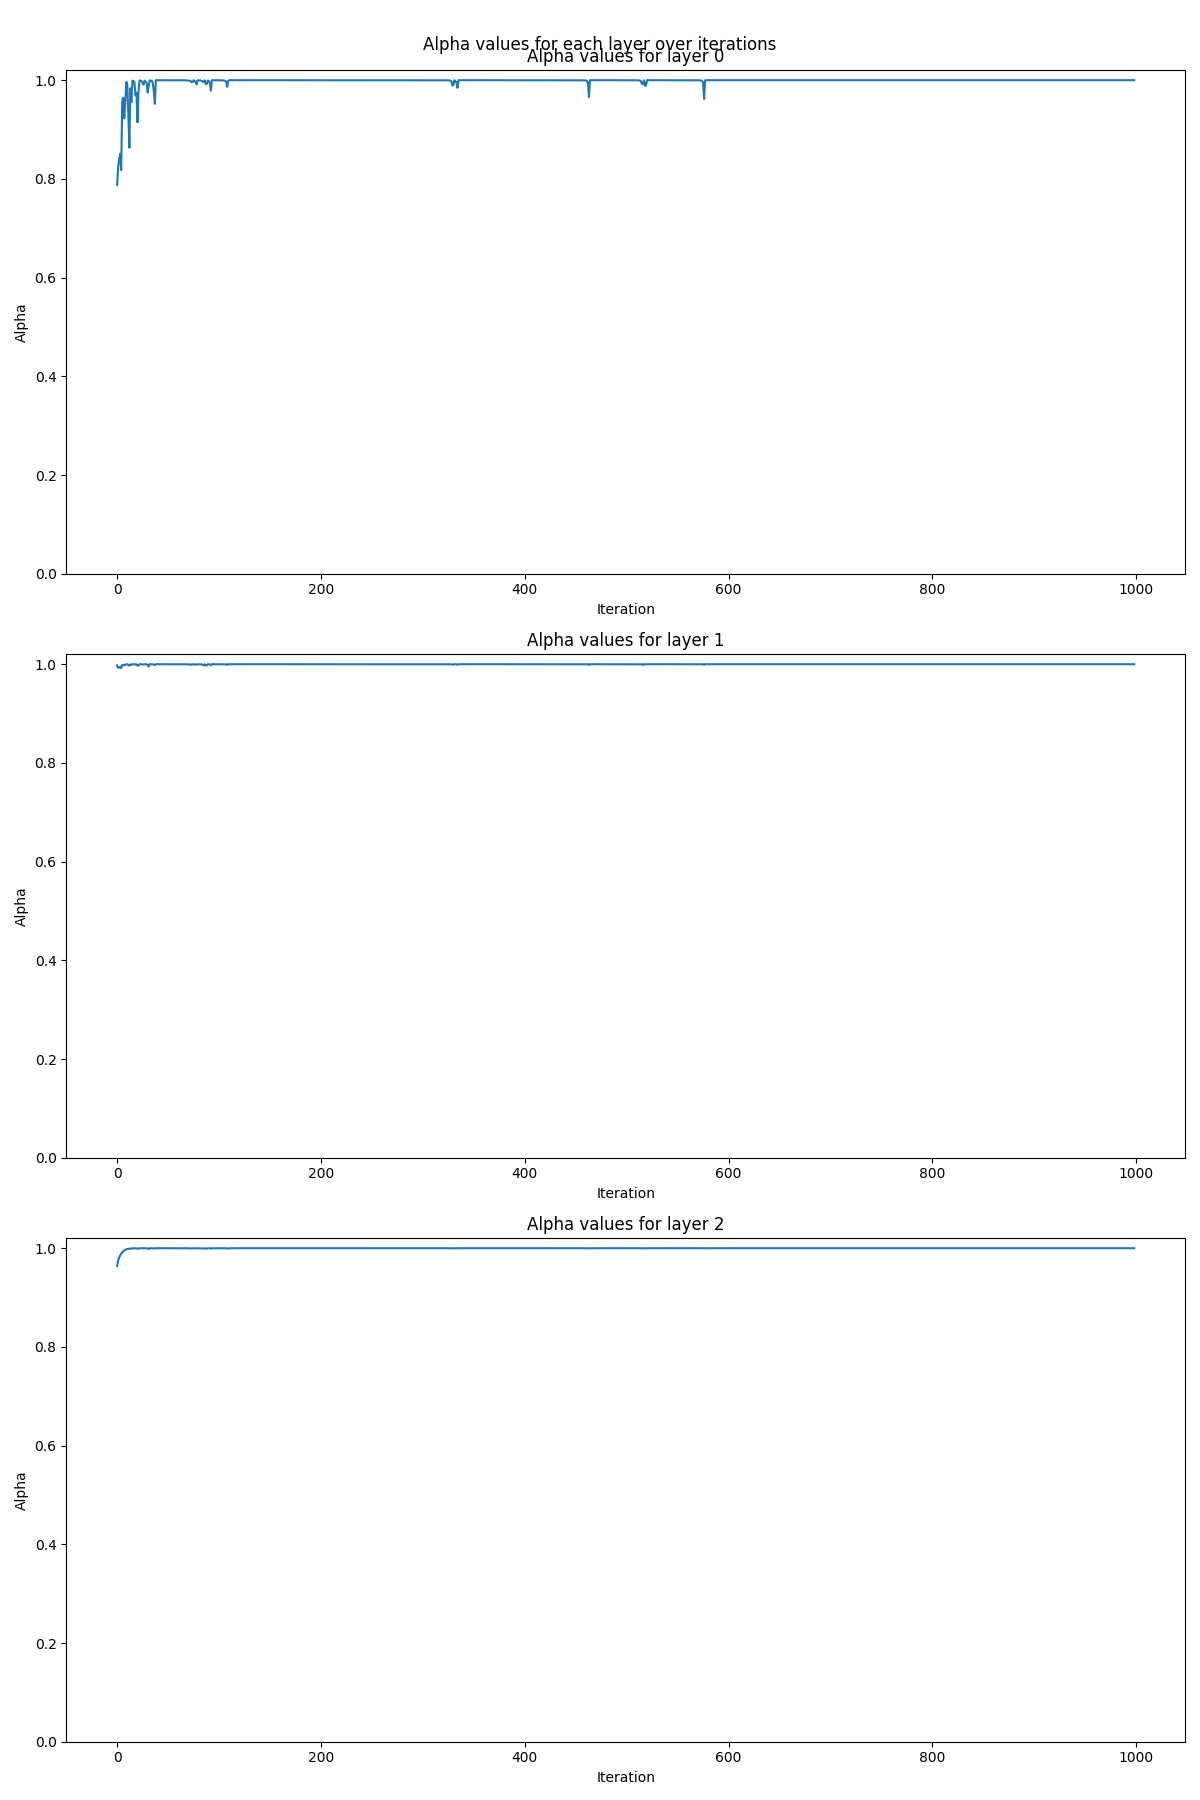 Alpha values for each layer over iterations
Alpha values for layer 0
1.0
0.8
0.6
0.4
0.2
0.0
Alpha
0 200 400 600 800 1000
Iteration
Alpha values for layer 1
1.0
0.8
0.6
0.4
0.2
0.0
Alpha
0 200 400 600 800 1000
Iteration
Alpha values for layer 2
1.0
0.8
0.6
0.4
0.2
0.0
Alpha
0 200 400 600 800 1000
Iteration